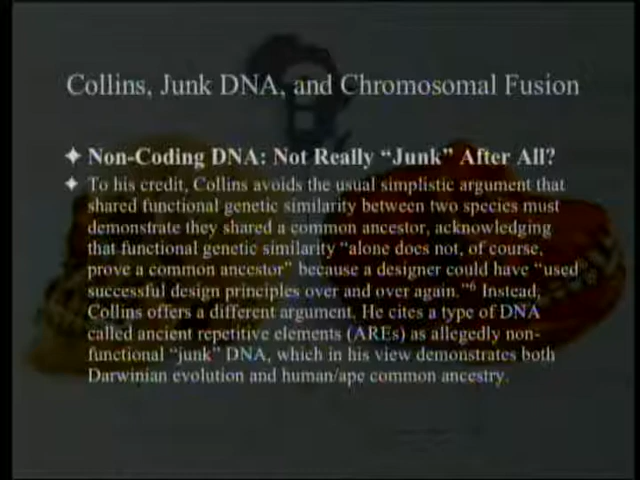 Collins, Junk DNA, and Chromosomal Fusion
Non-Coding DNA: Not Really “Junk” After All?
To his credit, Collins avoids the usual simplistic argument that
shared functional genetic similarity between two species must
demonstrate they shared a common ancestor, acknowledging
that functional genetic similarity “alone does not, of course,
prove a common ancestor” because a designer could have “used
successful design principles over and over again.”6 Instead,
Collins offers a different argument. He cites a type of DNA
called ancient repetitive elements (AREs) as allegedly non-
functional “junk” DNA, which in his view demonstrates both
Darwinian evolution and human/ape common ancestry.